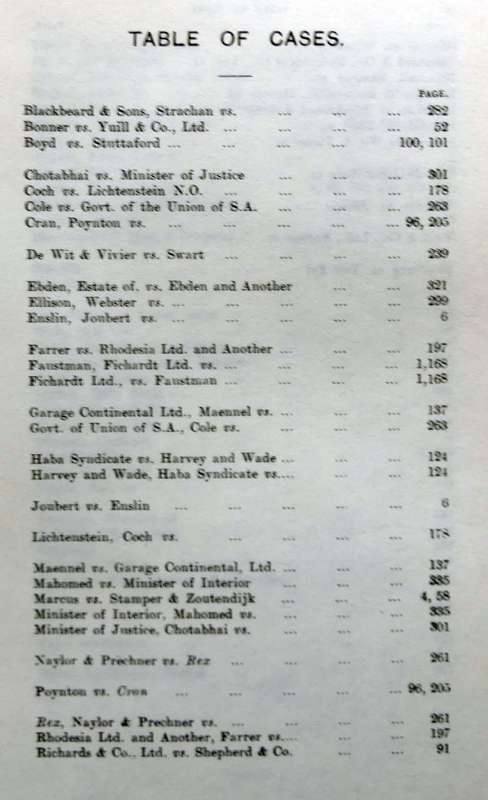 TABLE OF CASES.
PAGE.
Blackbeard & Sons, Strachan vs. ... ... ... 282
Bonner vs. Yuill & Co., Ltd. ... ... ... ... 52
Boyd vs. Stuttaford ... ... ... ... 100, 101
Chotabhai vs. Minister of Justice ... ... ... 301
Coch vs. Lichtenstein N.O. ... ... ... ... 178
Cole vs. Govt. of the Union of S.A. ... ... ... 263
Cran, Poynton vs. ... ... ... ... ... 96, 205
De Wit & Vivier vs. Swart ... ... ... ... 239
Ebden, Estate of, vs. Ebden and Another ... ... 321
Ellison, Webster vs. ... ... ... ... ... 299
Enslin, Joubert vs. ... ... ... ... ... 6
Farrer vs. Rhodesia Ltd. and Another ... ... ... 197
Faustman, Fichardt Ltd. vs. ... ... ... ... 1,168
Fichardt Ltd., vs. Faustman ... ... ... ... 1,168
Garage Continental Ltd., Maennel vs. ... ... ... 137
Govt. of Union of S.A., Cole vs. ... ... ... 263
Haba Syndicate vs. Harvey and Wade ... ... ... 124
Harvey and Wade, Haba Syndicate vs.... ... ... 124
Joubert vs. Enslin ... ... ... ... ... 6
Lichtenstein, Coch vs. ... ... ... ... 178
Maennel vs. Garage Continental, Ltd. ... ... ... 137
Mahomed vs. Minister of Interior ... ... ... 335
Marcus vs. Stamper & Zoutendijk ... ... ... 4, 58
Minister of Interior, Mahomed vs. ... ... ... 335
Minister of Justice, Chotabhai vs. ... ... ... 301
Naylor & Prechner vs. Rex ... ... ... ... 261
Poynton vs. Cron ... ... ... ... ... 96, 205
Rex, Naylor & Prechner vs. ... ... ... ... 261
Rhodesia Ltd. and Another, Farrer vs.... ... ... 197
Richards & Co., Ltd. vs. Shepherd & Co. ... ... 91